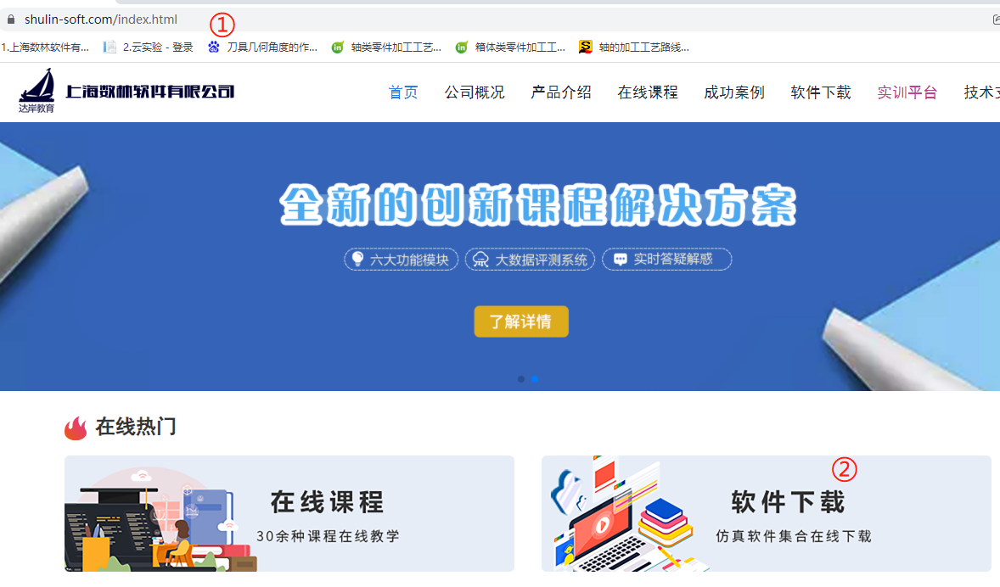 shulin-soft.com/index.html
①
1.上海数林软件有... 2.云实验 - 登录 刀具几何角度的作... 轴类零件加工工艺... 箱体类零件加工工... 轴的加工工艺路线...
达岸教育
上海数林软件有限公司
首页 公司概况 产品介绍 在线课程 成功案例 软件下载 实训平台 技术支
全新的创新课程解决方案
六大功能模块 大数据评测系统 实时答疑解惑
了解详情
在线热门
在线课程
30余种课程在线教学
②
软件下载
仿真软件集合在线下载